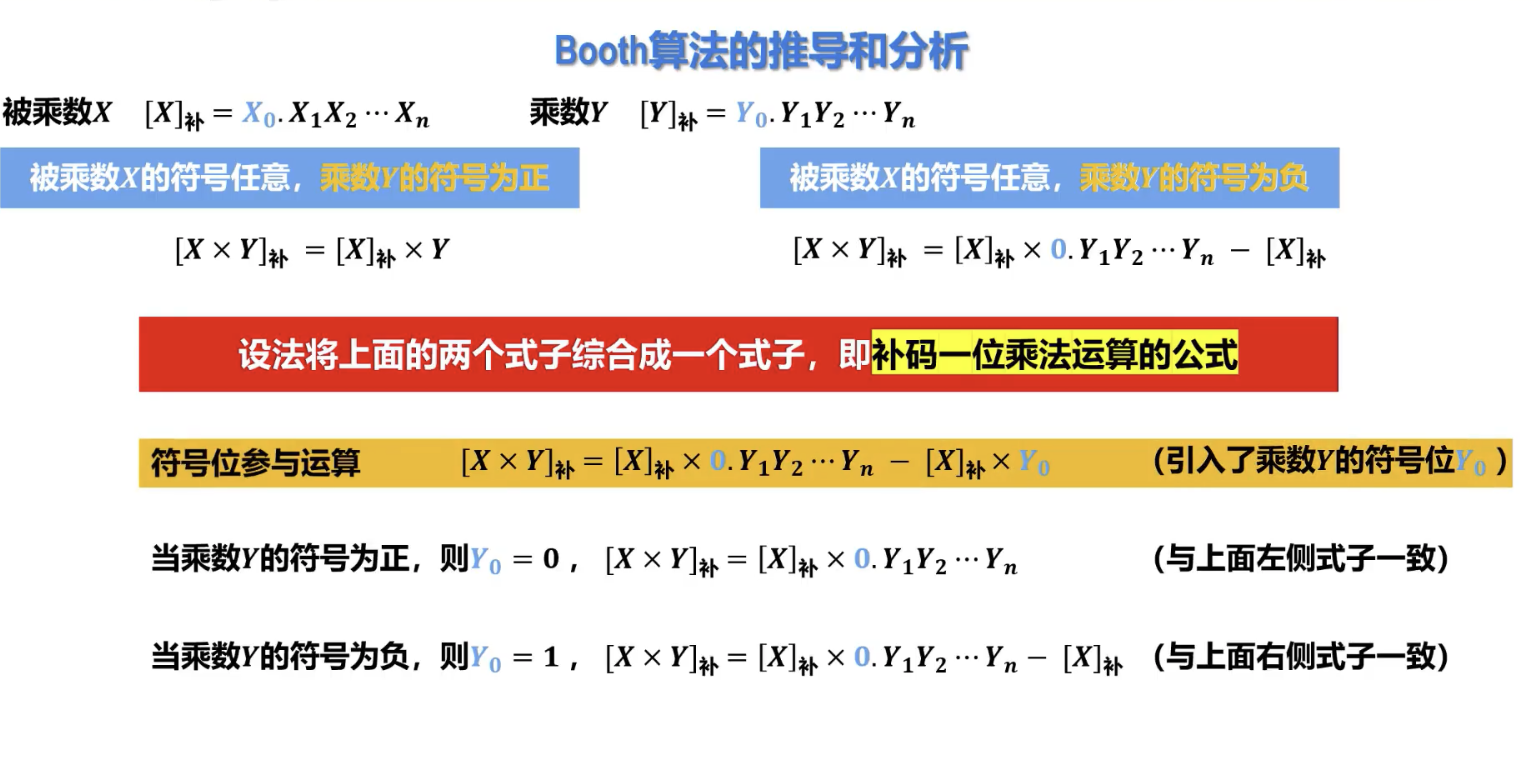 Booth算法的推导和分析
被乘数X [X]补 = X₀.X₁X₂⋯Xₙ 乘数Y [Y]补 = Y₀.Y₁Y₂⋯Yₙ
被乘数X的符号任意，乘数Y的符号为正 被乘数X的符号任意，乘数Y的符号为负
[X × Y]补 = [X]补 × Y [X × Y]补 = [X]补 × 0.Y₁Y₂⋯Yₙ − [X]补
设法将上面的两个式子综合成一个式子，即补码一位乘法运算的公式
符号位参与运算 [X × Y]补 = [X]补 × 0.Y₁Y₂⋯Yₙ − [X]补 × Y₀ （引入了乘数Y的符号位Y₀）
当乘数Y的符号为正，则Y₀ = 0， [X × Y]补 = [X]补 × 0.Y₁Y₂⋯Yₙ （与上面左侧式子一致）
当乘数Y的符号为负，则Y₀ = 1， [X × Y]补 = [X]补 × 0.Y₁Y₂⋯Yₙ − [X]补 （与上面右侧式子一致）